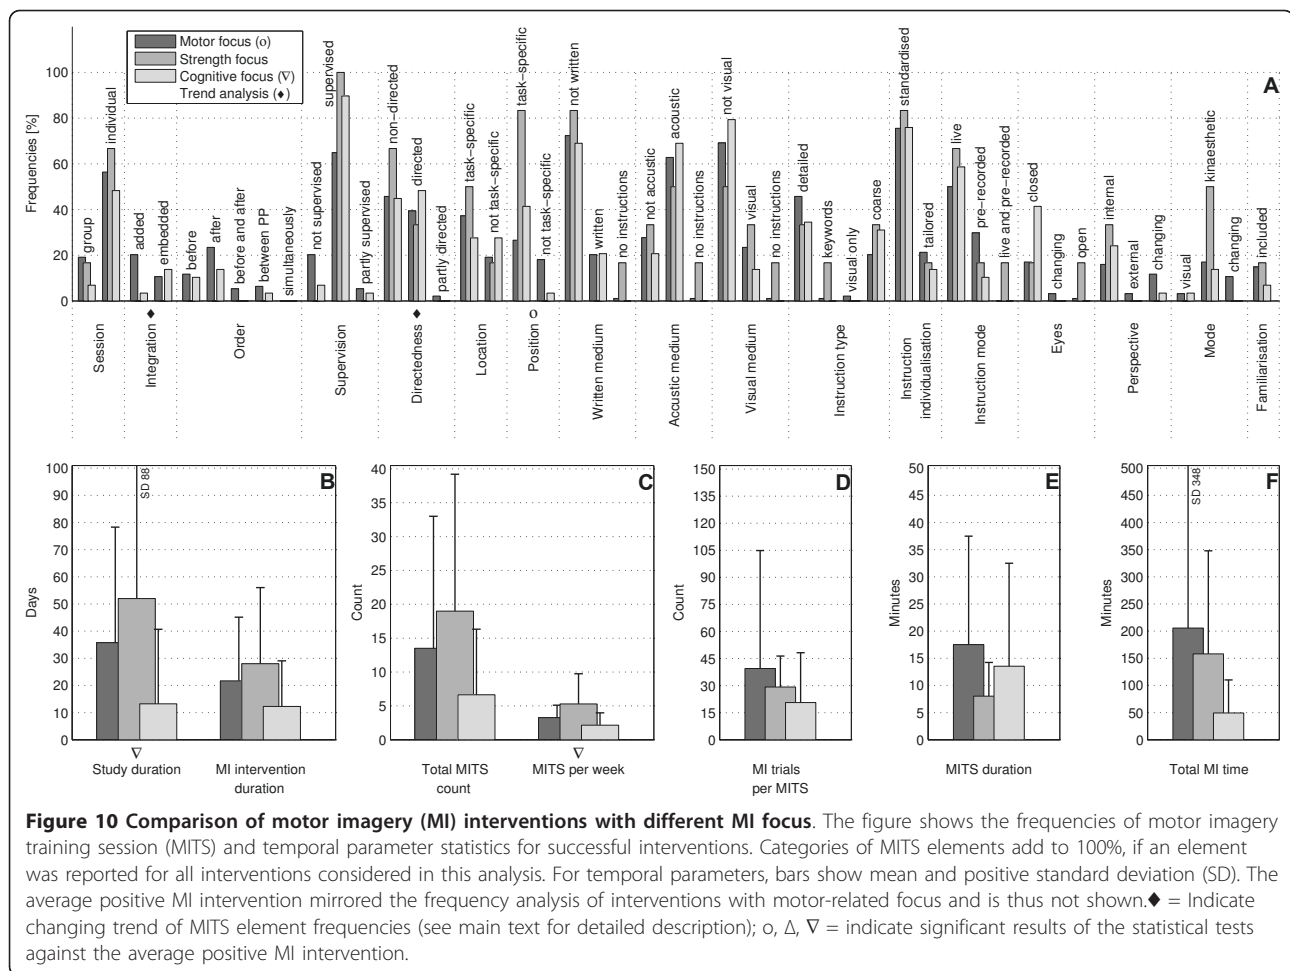 Motor focus (o)
Strength focus
Cognitive focus (∇)
Trend analysis (♦)
A
Frequencies [%]
100
80
60
40
20
0
group
individual
added
embedded
before
after
before and after
between PP
simultaneously
not supervised
supervised
partly supervised
non-directed
directed
partly directed
task-specific
not task-specific
task-specific
not task-specific
not written
written
no instructions
not accustic
acoustic
no instructions
not visual
visual
no instructions
detailed
keywords
visual only
coarse
standardised
tailored
live
pre-recorded
live and pre-recorded
closed
changing
open
internal
external
changing
visual
kinaesthetic
changing
included
♦
♦
o
Session
Integration
Order
Supervision
Directedness
Location
Position
Written medium
Acoustic medium
Visual medium
Instruction type
Instruction
individualisation
Instruction mode
Eyes
Perspective
Mode
Familiarisation
B
Days
100
90
80
70
60
50
40
30
20
10
0
SD 88
∇
Study duration
MI intervention
duration
C
Count
40
35
30
25
20
15
10
5
0
Total MITS
count
∇
MITS per week
D
Count
150
135
120
105
90
75
60
45
30
15
0
MI trials
per MITS
E
Minutes
50
45
40
35
30
25
20
15
10
5
0
MITS duration
F
Minutes
500
450
400
350
300
250
200
150
100
50
0
SD 348
Total MI time
Figure 10 Comparison of motor imagery (MI) interventions with different MI focus. The figure shows the frequencies of motor imagery
training session (MITS) and temporal parameter statistics for successful interventions. Categories of MITS elements add to 100%, if an element
was reported for all interventions considered in this analysis. For temporal parameters, bars show mean and positive standard deviation (SD). The
average positive MI intervention mirrored the frequency analysis of interventions with motor-related focus and is thus not shown.♦ = Indicate
changing trend of MITS element frequencies (see main text for detailed description); o, Δ, ∇ = indicate significant results of the statistical tests
against the average positive MI intervention.